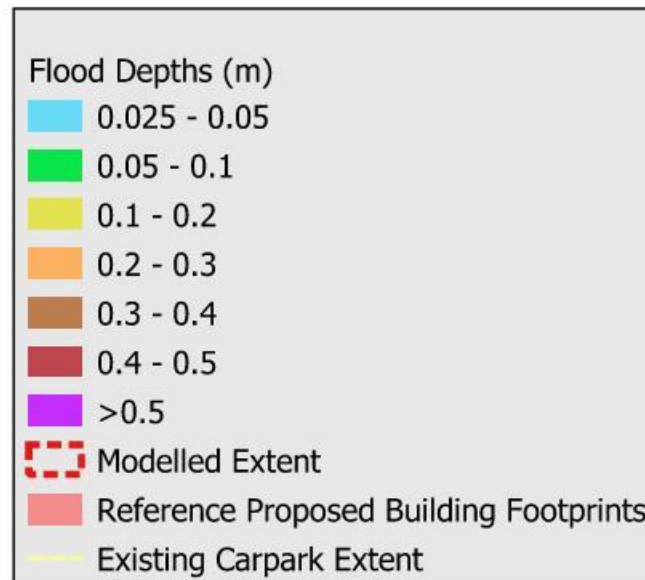 Flood Depths (m)
0.025 - 0.05
0.05 - 0.1
0.1 - 0.2
0.2 - 0.3
0.3 - 0.4
0.4 - 0.5
>0.5
Modelled Extent
Reference Proposed Building Footprints
Existing Carpark Extent